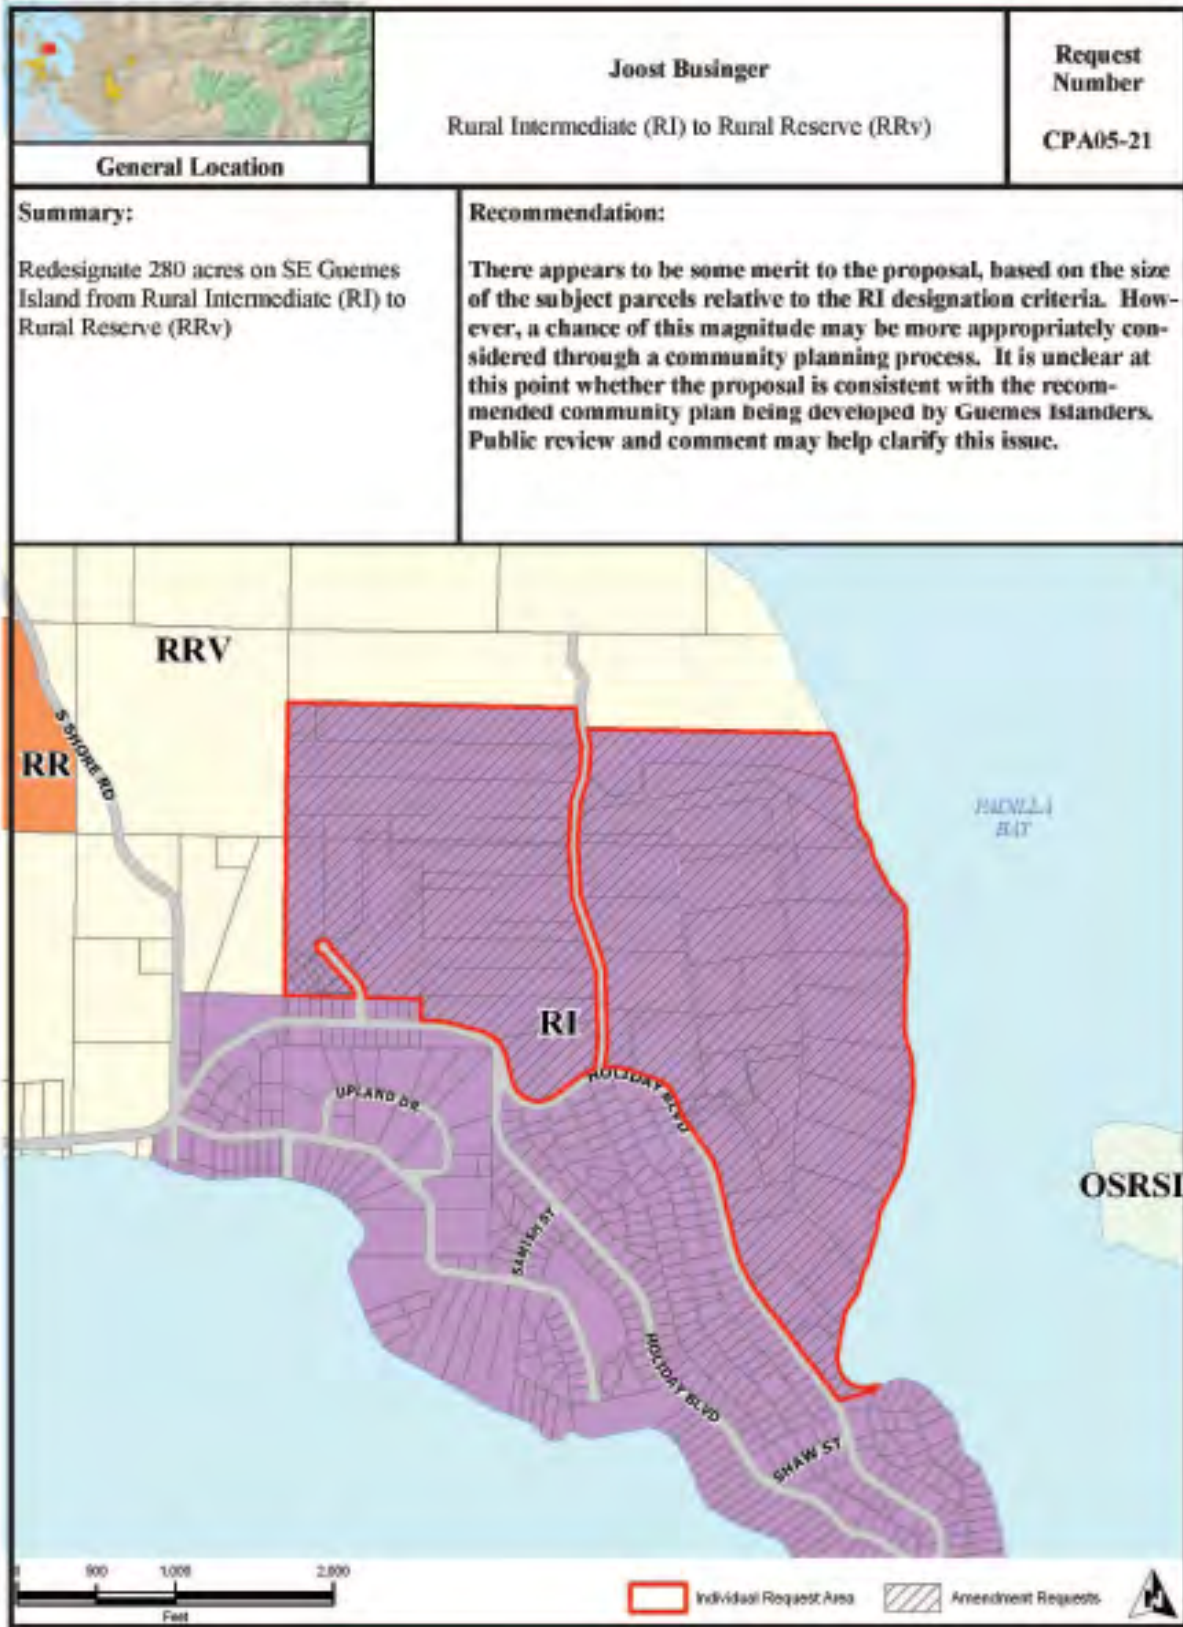 General Location
Joost Businger
Rural Intermediate (RI) to Rural Reserve (RRv)
Request
Number
CPA05-21
Summary:
Redesignate 280 acres on SE Guemes
Island from Rural Intermediate (RI) to
Rural Reserve (RRv)
Recommendation:
There appears to be some merit to the proposal, based on the size
of the subject parcels relative to the RI designation criteria. How-
ever, a chance of this magnitude may be more appropriately con-
sidered through a community planning process. It is unclear at
this point whether the proposal is consistent with the recom-
mended community plan being developed by Guemes Islanders.
Public review and comment may help clarify this issue.
RRV
S SHORE RD
RR
PADILLA
BAY
RI
HOLIDAY BLVD
UPLAND DR
OSRSI
SAMISH ST
HOLIDAY BLVD
SHAW ST
0 500 1,000 2,000
Feet
Individual Request Area
Amendment Requests
N